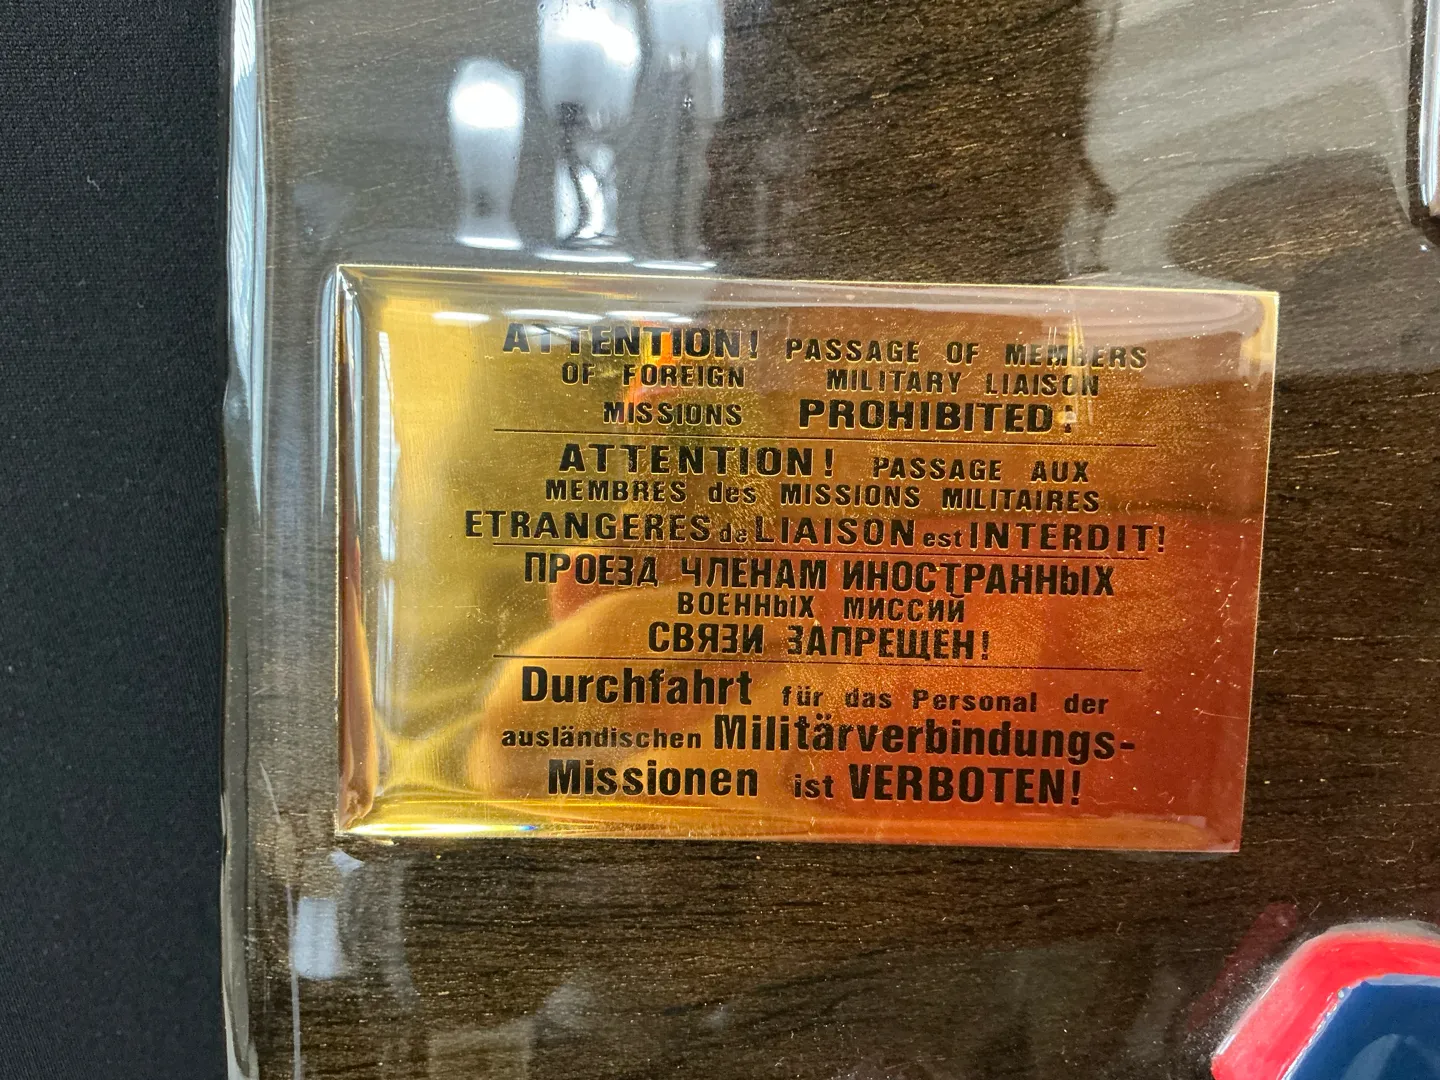 ATTENTION! PASSAGE OF MEMBERS
OF FOREIGN MILITARY LIAISON
MISSIONS PROHIBITED!
ATTENTION! PASSAGE AUX
MEMBRES des MISSIONS MILITAIRES
ETRANGERES de LIAISON est INTERDIT!
ПРОЕЗД ЧЛЕНАМ ИНОСТРАННЫХ
ВОЕННЫХ МИССИЙ
СВЯЗИ ЗАПРЕЩЕН!
Durchfahrt für das Personal der
ausländischen Militärverbindungs-
Missionen ist VERBOTEN!